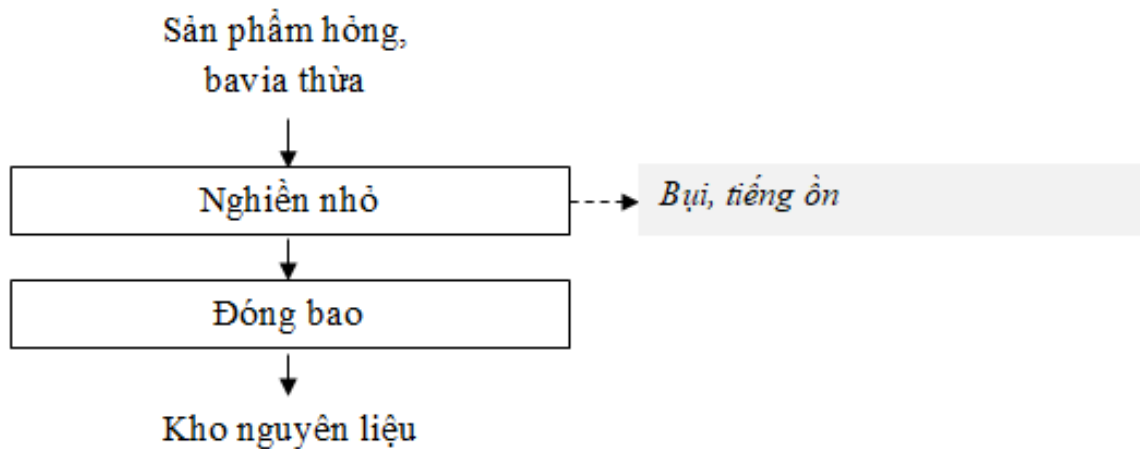 Sản phẩm hỏng,
bavia thừa
Nghiền nhỏ
Bụi, tiếng ồn
Đóng bao
Kho nguyên liệu